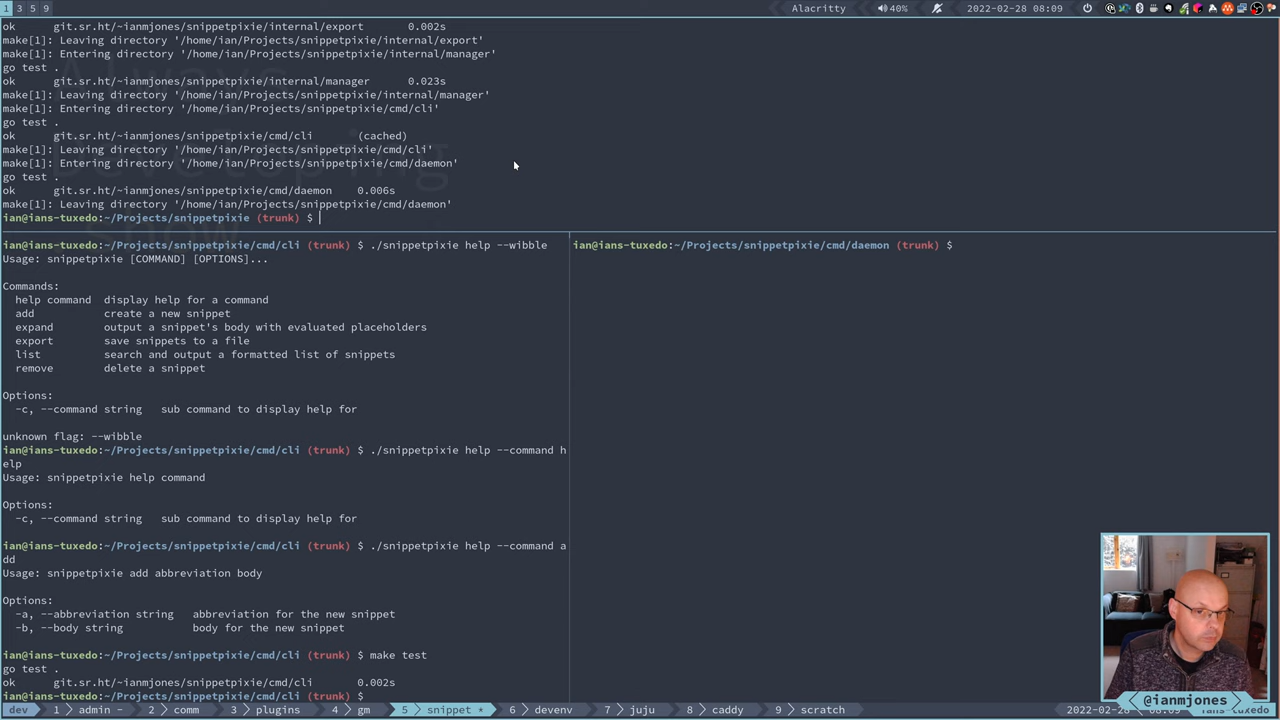 1 3 5 9 Alacritty 40% 2022-02-28 08:09
ok git.sr.ht/~ianmjones/snippetpixie/internal/export 0.002s
make[1]: Leaving directory '/home/ian/Projects/snippetpixie/internal/export'
make[1]: Entering directory '/home/ian/Projects/snippetpixie/internal/manager'
go test .
ok git.sr.ht/~ianmjones/snippetpixie/internal/manager 0.023s
make[1]: Leaving directory '/home/ian/Projects/snippetpixie/internal/manager'
make[1]: Entering directory '/home/ian/Projects/snippetpixie/cmd/cli'
go test .
ok git.sr.ht/~ianmjones/snippetpixie/cmd/cli (cached)
make[1]: Leaving directory '/home/ian/Projects/snippetpixie/cmd/cli'
make[1]: Entering directory '/home/ian/Projects/snippetpixie/cmd/daemon'
go test .
ok git.sr.ht/~ianmjones/snippetpixie/cmd/daemon 0.006s
make[1]: Leaving directory '/home/ian/Projects/snippetpixie/cmd/daemon'
ian@ians-tuxedo:~/Projects/snippetpixie (trunk) $
ian@ians-tuxedo:~/Projects/snippetpixie/cmd/cli (trunk) $ ./snippetpixie help --wibble
Usage: snippetpixie [COMMAND] [OPTIONS]...
Commands:
help command display help for a command
add create a new snippet
expand output a snippet's body with evaluated placeholders
export save snippets to a file
list search and output a formatted list of snippets
remove delete a snippet
Options:
-c, --command string sub command to display help for
unknown flag: --wibble
ian@ians-tuxedo:~/Projects/snippetpixie/cmd/cli (trunk) $ ./snippetpixie help --command h
elp
Usage: snippetpixie help command
Options:
-c, --command string sub command to display help for
ian@ians-tuxedo:~/Projects/snippetpixie/cmd/cli (trunk) $ ./snippetpixie help --command a
dd
Usage: snippetpixie add abbreviation body
Options:
-a, --abbreviation string abbreviation for the new snippet
-b, --body string body for the new snippet
ian@ians-tuxedo:~/Projects/snippetpixie/cmd/cli (trunk) $ make test
go test .
ok git.sr.ht/~ianmjones/snippetpixie/cmd/cli 0.002s
ian@ians-tuxedo:~/Projects/snippetpixie/cmd/cli (trunk) $
ian@ians-tuxedo:~/Projects/snippetpixie/cmd/daemon (trunk) $
@ianmjones
dev 1 admin - 2 comm 3 plugins 4 gm 5 snippet * 6 devenv 7 juju 8 caddy 9 scratch 2022-02-28 tuxedo